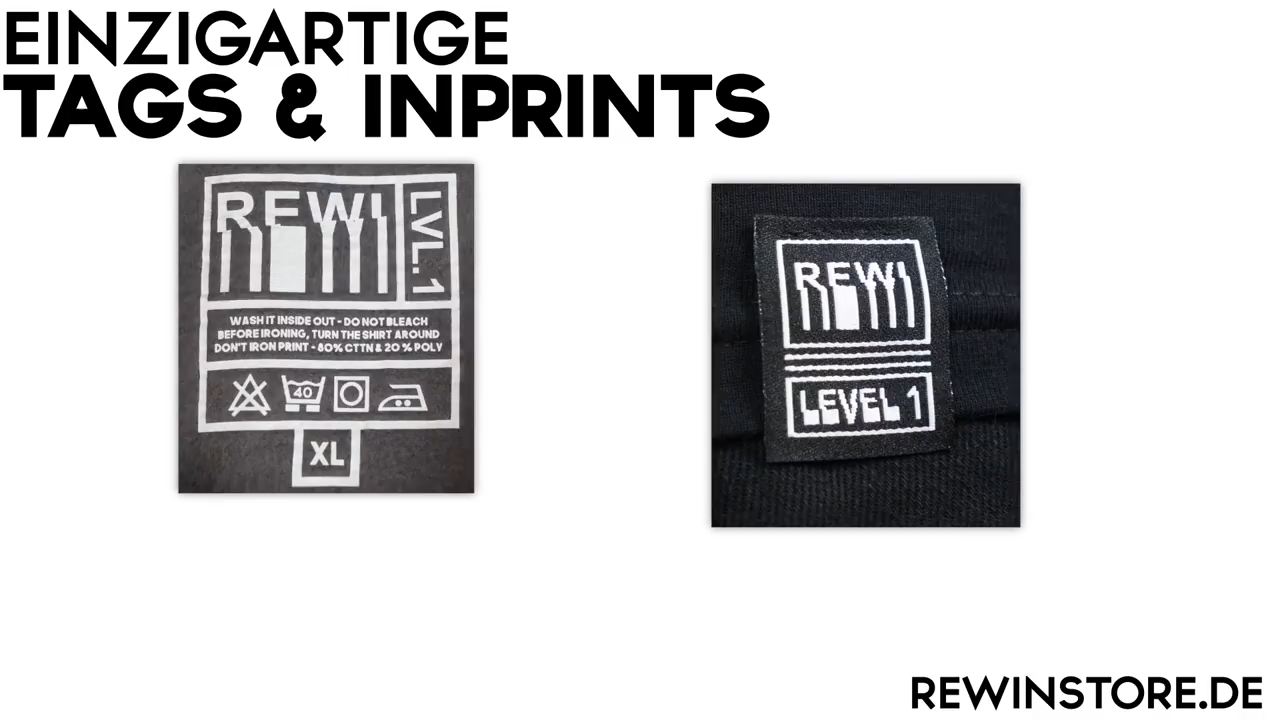 EINZIGARTIGE
TAGS & INPRINTS
REWI
LVL.1
WASH IT INSIDE OUT - DO NOT BLEACH
BEFORE IRONING, TURN THE SHIRT AROUND
DON'T IRON PRINT - 80% CTTN & 20 % POLY
40
XL
REWI
LEVEL 1
REWINSTORE.DE